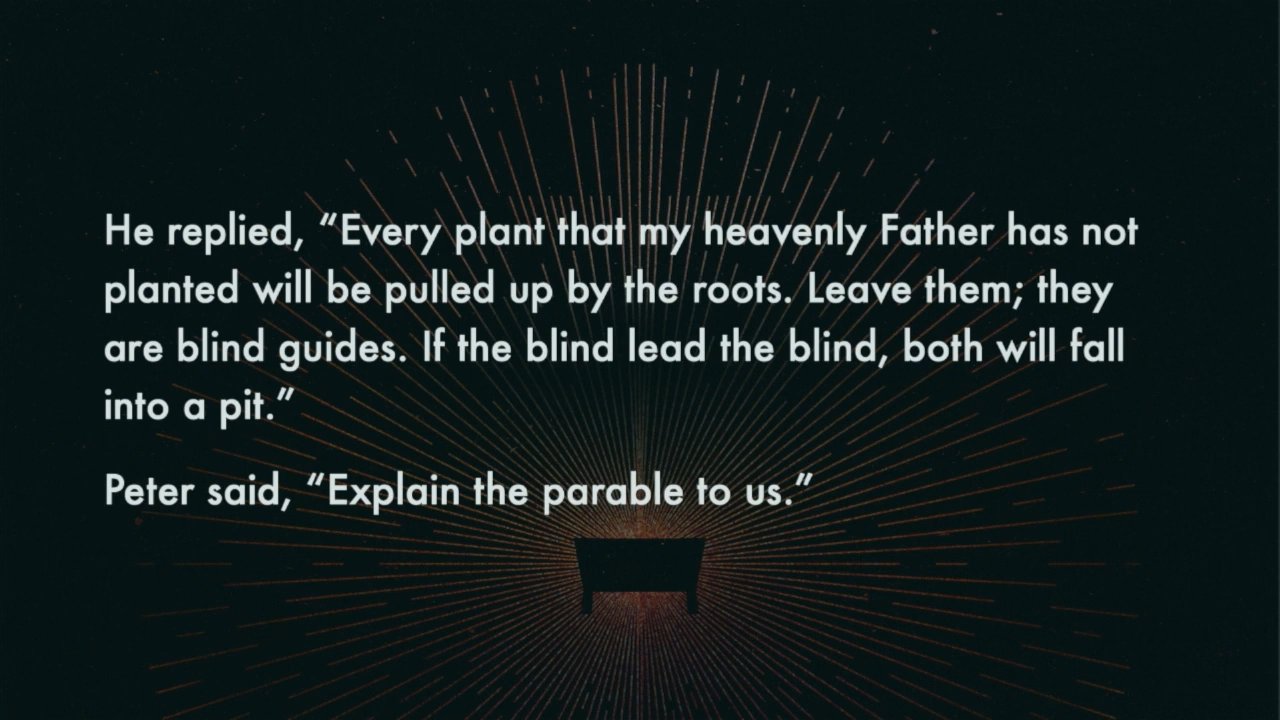 He replied, “Every plant that my heavenly Father has not
planted will be pulled up by the roots. Leave them; they
are blind guides. If the blind lead the blind, both will fall
into a pit.”
Peter said, “Explain the parable to us.”